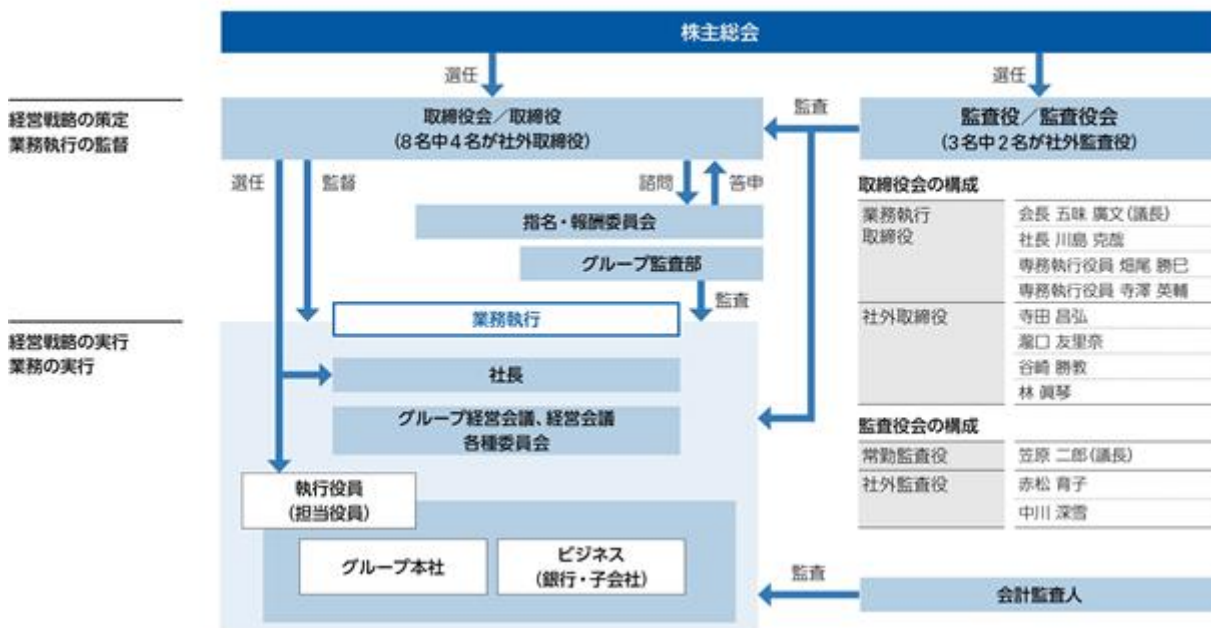 株主総会
選任
選任
経営戦略の策定
業務執行の監督
取締役会／取締役
(8名中4名が社外取締役)
監査
監査役／監査役会
(3名中2名が社外監査役)
選任
監督
諮問
答申
指名・報酬委員会
グループ監査部
監査
経営戦略の実行
業務の実行
業務執行
社長
グループ経営会議、経営会議
各種委員会
執行役員
(担当役員)
グループ本社
ビジネス
(銀行・子会社)
取締役会の構成
業務執行
取締役
会長 五味 廣文(議長)
社長 川島 克哉
専務執行役員 畑尾 勝巳
専務執行役員 寺澤 英輔
社外取締役
寺田 昌弘
瀧口 友里奈
谷崎 勝教
林 眞琴
監査役会の構成
常勤監査役
笠原 二郎(議長)
社外監査役
赤松 育子
中川 深雪
監査
会計監査人